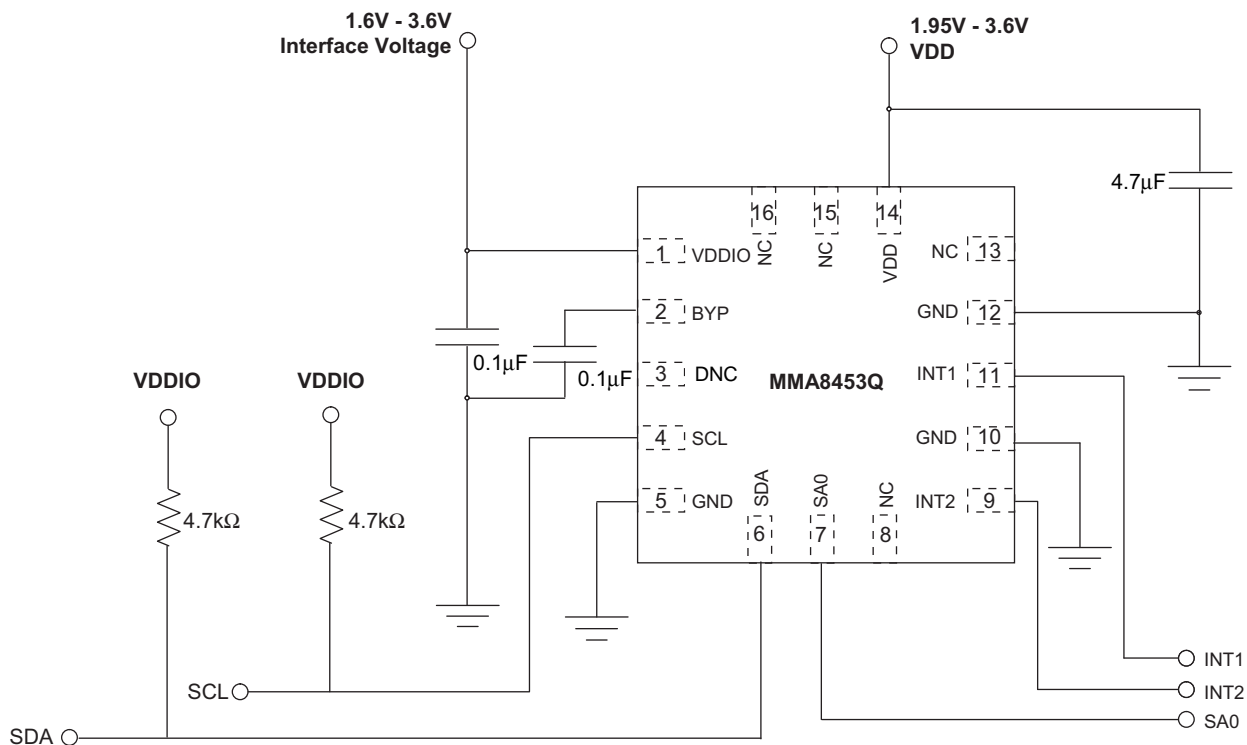 1.6V - 3.6V
Interface Voltage
1.95V - 3.6V
VDD
4.7μF
16
NC
15
NC
14
VDD
1
VDDIO
NC
13
2
BYP
GND
12
0.1μF
0.1μF
3
DNC
MMA8453Q
INT1
11
VDDIO
VDDIO
4
SCL
GND
10
5
GND
SDA
6
SA0
7
NC
8
INT2
9
4.7kΩ
4.7kΩ
INT1
SCL
INT2
SDA
SA0